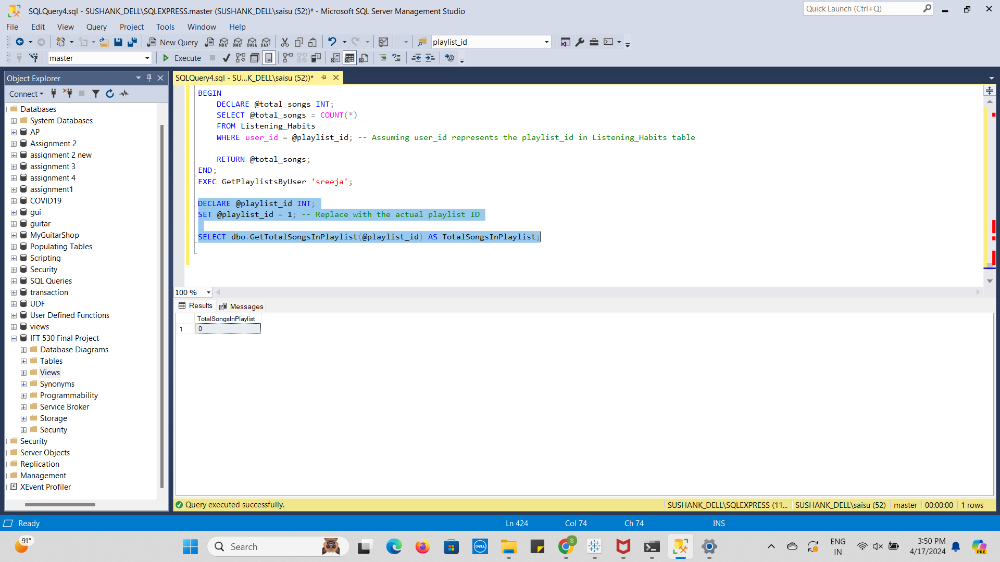 SQLQuery4.sql - SUSHANK_DELL\SQLEXPRESS.master (SUSHANK_DELL\saisu (52))* - Microsoft SQL Server Management Studio
Quick Launch (Ctrl+Q)
File Edit View Query Project Tools Window Help
New Query MDX DMX XMLA DAX playlist_id
master Execute
Object Explorer
SQLQuery4.sql - SU...K_DELL\saisu (52))*
Connect
Databases
System Databases
AP
Assignment 2
assignment 2 new
assignment 3
assignment 4
assignment1
COVID19
gui
guitar
MyGuitarShop
Populating Tables
Scripting
Security
SQL Queries
transaction
UDF
User Defined Functions
views
IFT 530 Final Project
Database Diagrams
Tables
Views
Synonyms
Programmability
Service Broker
Storage
Security
Security
Server Objects
Replication
Management
XEvent Profiler
BEGIN
DECLARE @total_songs INT;
SELECT @total_songs = COUNT(*)
FROM Listening_Habits
WHERE user_id = @playlist_id; -- Assuming user_id represents the playlist_id in Listening_Habits table
RETURN @total_songs;
END;
EXEC GetPlaylistsByUser 'sreeja';
DECLARE @playlist_id INT;
SET @playlist_id = 1; -- Replace with the actual playlist ID
SELECT dbo.GetTotalSongsInPlaylist(@playlist_id) AS TotalSongsInPlaylist;
100 %
Results Messages
TotalSongsInPlaylist
1 0
Query executed successfully.
SUSHANK_DELL\SQLEXPRESS (11... SUSHANK_DELL\saisu (52) master 00:00:00 1 rows
Ready Ln 424 Col 74 Ch 74 INS
91°
Search
DELL
S
ENG
IN
3:50 PM
4/17/2024
PRE